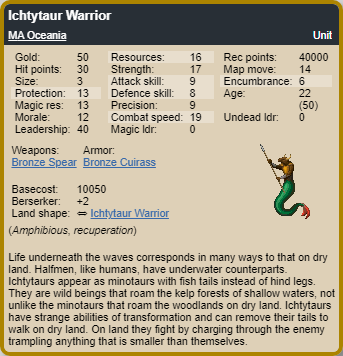 Ichtytaur Warrior
MA Oceania Unit
Gold: 50 Resources: 16 Rec points: 40000
Hit points: 30 Strength: 17 Map move: 14
Size: 3 Attack skill: 9 Encumbrance: 6
Protection: 13 Defence skill: 8 Age: 22
Magic res: 13 Precision: 9 (50)
Morale: 12 Combat speed: 19 Undead ldr: 0
Leadership: 40 Magic ldr: 0
Weapons: Armor:
Bronze Spear Bronze Cuirass
Basecost: 10050
Berserker: +2
Land shape: ⇔ Ichtytaur Warrior
(Amphibious, recuperation)
Life underneath the waves corresponds in many ways to that on dry
land. Halfmen, like humans, have underwater counterparts.
Ichtytaurs appear as minotaurs with fish tails instead of hind legs.
They are wild beings that roam the kelp forests of shallow waters, not
unlike the minotaurs that roam the woodlands on dry land. Ichtytaurs
have strange abilities of transformation and can remove their tails to
walk on dry land. On land they fight by charging through the enemy
trampling anything that is smaller than themselves.